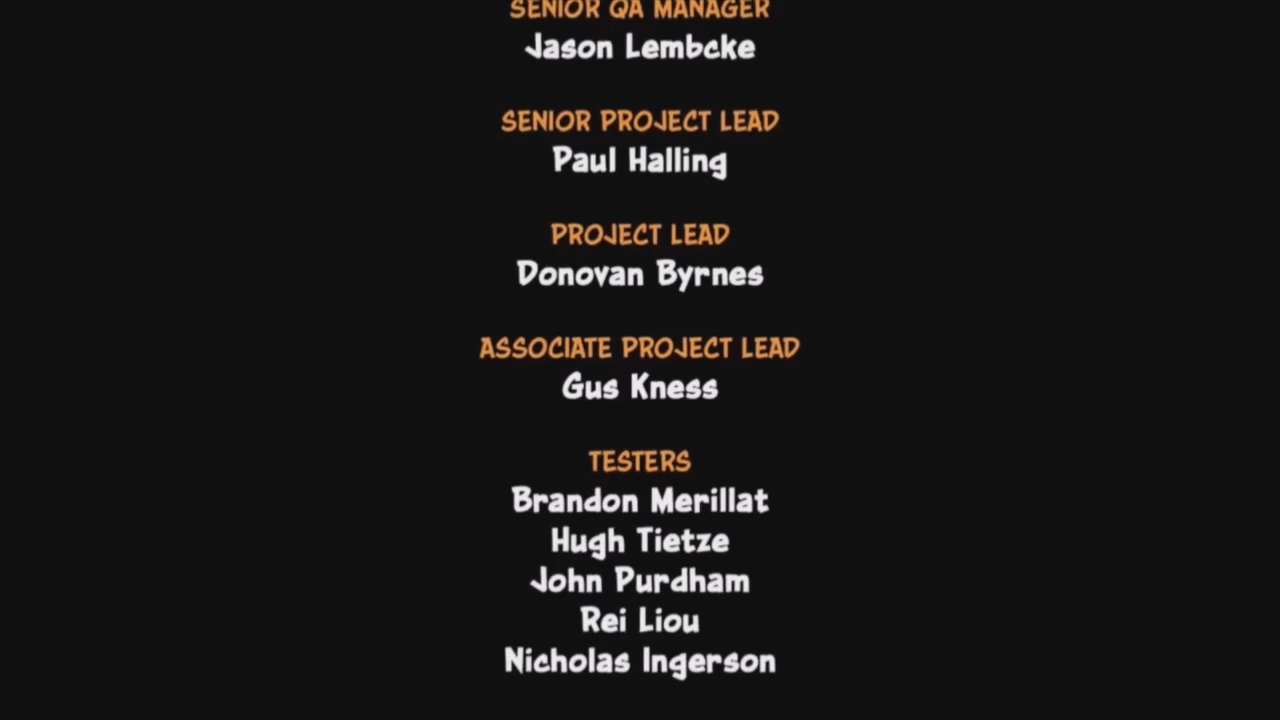 SENIOR QA MANAGER
Jason Lembcke
SENIOR PROJECT LEAD
Paul Halling
PROJECT LEAD
Donovan Byrnes
ASSOCIATE PROJECT LEAD
Gus Kness
TESTERS
Brandon Merillat
Hugh Tietze
John Purdham
Rei Liou
Nicholas Ingerson